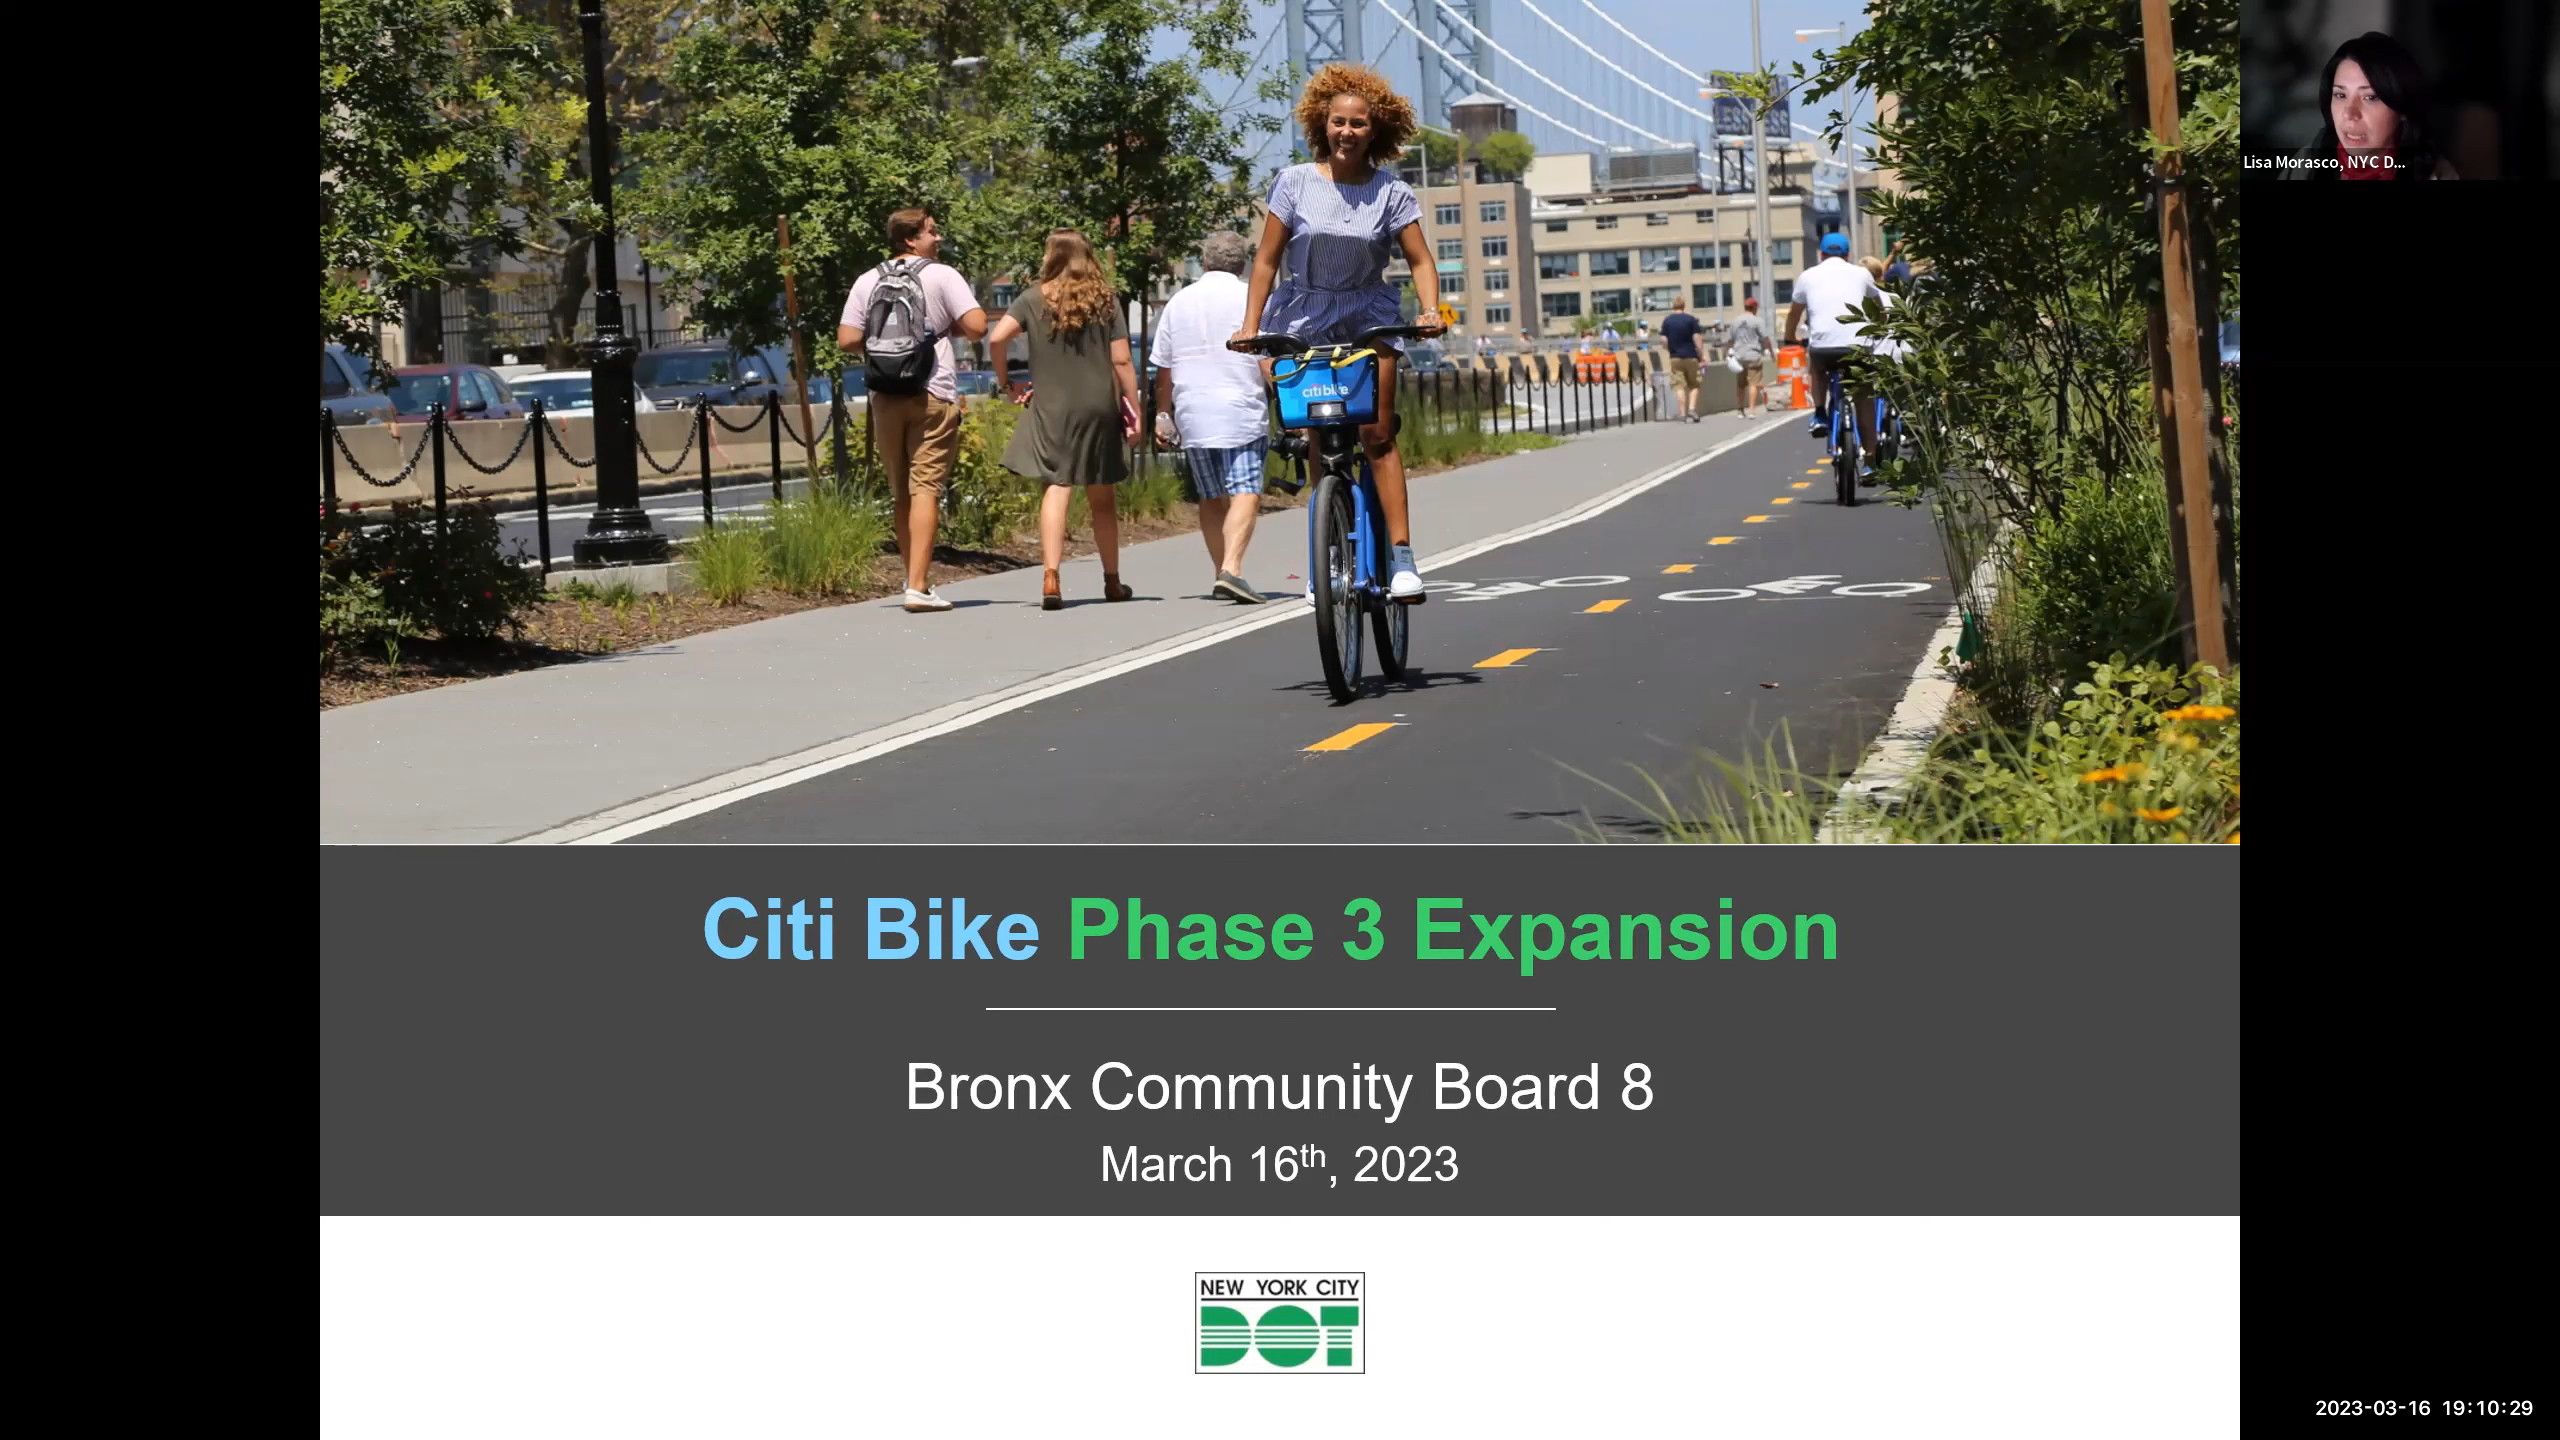 Lisa Morasco, NYC D...
citibike
Citi Bike Phase 3 Expansion
Bronx Community Board 8
March 16th, 2023
NEW YORK CITY
DOT
2023-03-16 19:10:29